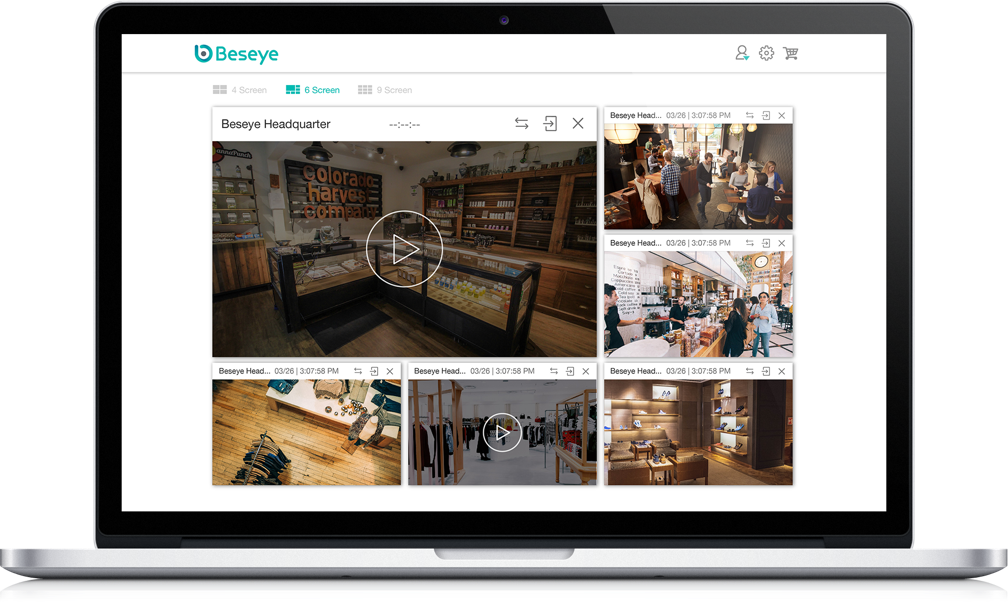 Beseye
4 Screen
6 Screen
9 Screen
Beseye Headquarter
--:--:--
Beseye Head... 03/26 | 3:07:58 PM
colorado
harvest
company
Beseye Head... 03/26 | 3:07:58 PM
Beseye Head... 03/26 | 3:07:58 PM
Beseye Head... 03/26 | 3:07:58 PM
Beseye Head... 03/26 | 3:07:58 PM